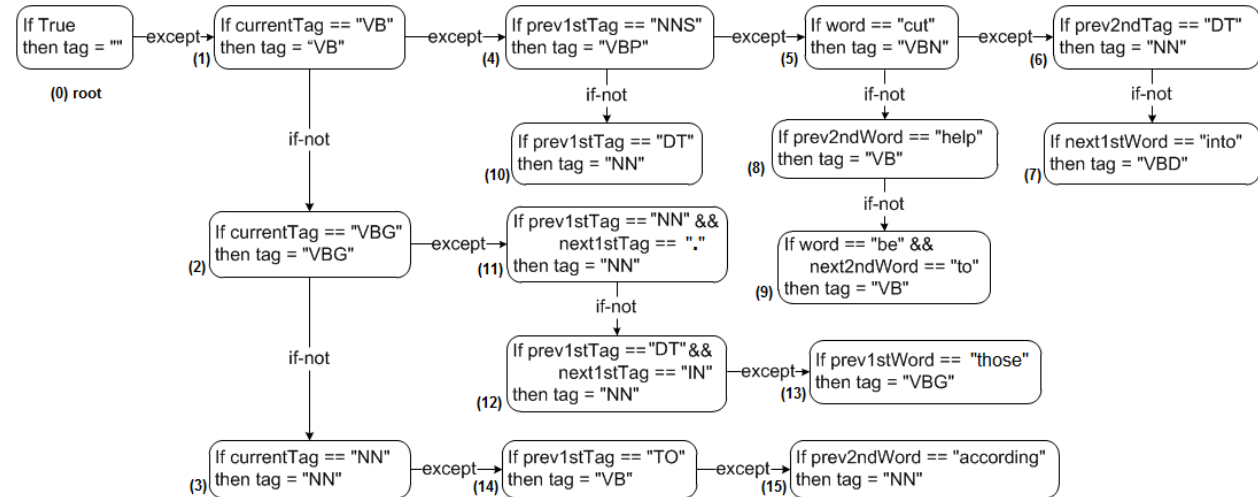 If True
then tag = ""
(0) root
except
If currentTag == "VB"
then tag = "VB"
(1)
except
If prev1stTag == "NNS"
then tag = "VBP"
(4)
except
If word == "cut"
then tag = "VBN"
(5)
except
If prev2ndTag == "DT"
then tag = "NN"
(6)
if-not
if-not
if-not
if-not
If prev1stTag == "DT"
then tag = "NN"
(10)
If prev2ndWord == "help"
then tag = "VB"
(8)
If next1stWord == "into"
then tag = "VBD"
(7)
if-not
If currentTag == "VBG"
then tag = "VBG"
(2)
except
If prev1stTag == "NN" &&
next1stTag == "."
then tag = "NN"
(11)
If word == "be" &&
next2ndWord == "to"
then tag = "VB"
(9)
if-not
if-not
If prev1stTag == "DT" &&
next1stTag == "IN"
then tag = "NN"
(12)
except
If prev1stWord == "those"
then tag = "VBG"
(13)
If currentTag == "NN"
then tag = "NN"
(3)
except
If prev1stTag == "TO"
then tag = "VB"
(14)
except
If prev2ndWord == "according"
then tag = "NN"
(15)